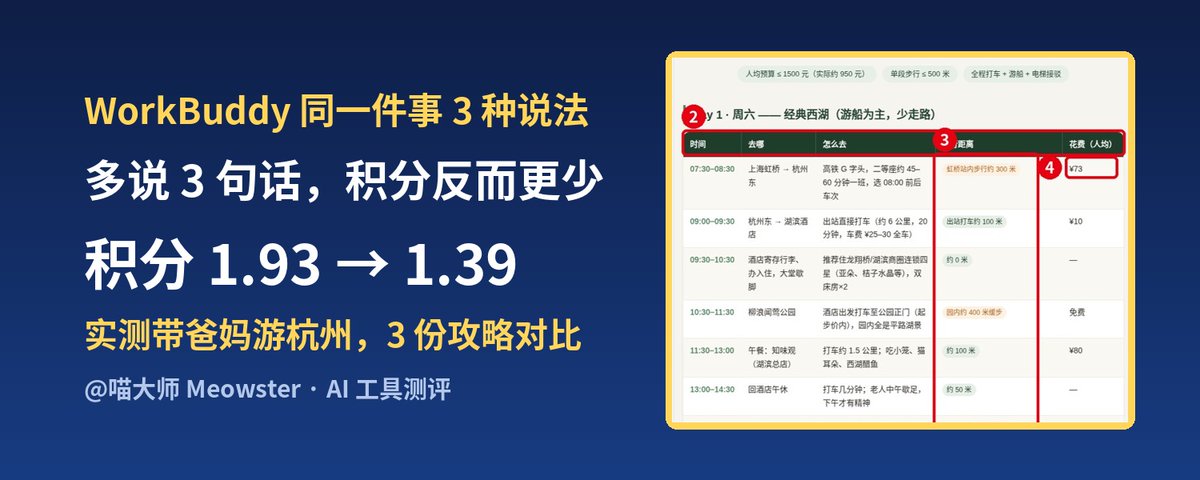 WorkBuddy 同一件事 3 种说法
多说 3 句话，积分反而更少
积分 1.93 → 1.39
实测带爸妈游杭州，3 份攻略对比
@喵大师 Meowster · AI 工具测评
人均预算 ≤ 1500 元（实际约 950 元）
单段步行 ≤ 500 米
全程打车 + 游船 + 电梯接驳
2
y 1 · 周六 —— 经典西湖（游船为主，少走路）
3
时间 去哪 怎么去 距离 花费（人均）
4
07:30–08:30 上海虹桥 → 杭州 高铁 G 字头，二等座约 45– 虹桥站内步行约 300 米 ¥73
东 60 分钟一班，选 08:00 前后
车次
09:00–09:30 杭州东 → 湖滨酒 出站直接打车（约 6 公里，20 出站打车约 100 米 ¥10
店 分钟，车费 ¥25–30 全车）
09:30–10:30 酒店寄存行李、 推荐住龙翔桥/湖滨商圈连锁四 约 0 米 —
办入住，大堂歇 星（亚朵、桔子水晶等），双
脚 床房×2
10:30–11:30 柳浪闻莺公园 酒店出发打车至公园正门（起 园内约 400 米缓步 免费
步价内），园内全是平路湖景
11:30–13:00 午餐：知味观 打车约 1.5 公里；吃小笼、猫 约 100 米 ¥80
（湖滨总店） 耳朵、西湖醋鱼
13:00–14:30 回酒店午休 打车几分钟；老人中午歇足， 约 50 米 —
下午才有精神